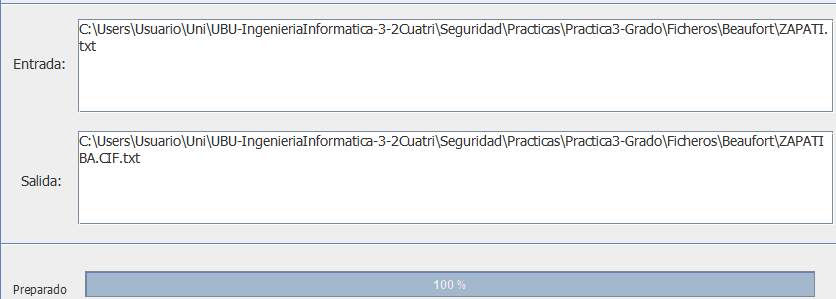 Entrada:
C:\Users\Usuario\Uni\UBU-IngenieriaInformatica-3-2Cuatri\Seguridad\Practicas\Practica3-Grado\Ficheros\Beaufort\ZAPATI.
txt
Salida:
C:\Users\Usuario\Uni\UBU-IngenieriaInformatica-3-2Cuatri\Seguridad\Practicas\Practica3-Grado\Ficheros\Beaufort\ZAPATI
BA.CIF.txt
Preparado
100 %